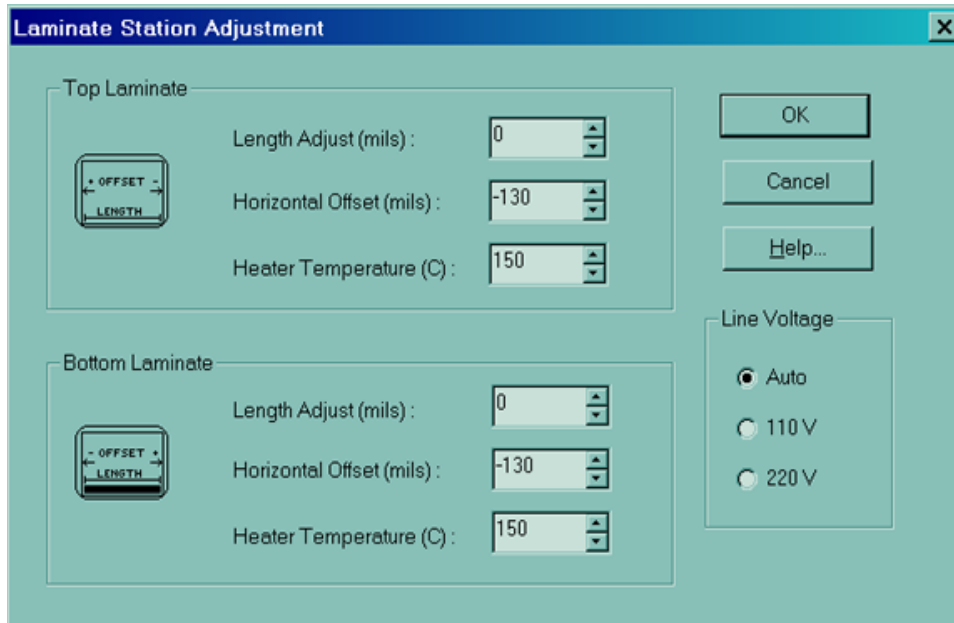 Laminate Station Adjustment
Top Laminate
+ OFFSET -
LENGTH
Length Adjust (mils) :
0
Horizontal Offset (mils) :
-130
Heater Temperature (C) :
150
Bottom Laminate
- OFFSET +
LENGTH
Length Adjust (mils) :
0
Horizontal Offset (mils) :
-130
Heater Temperature (C) :
150
OK
Cancel
Help...
Line Voltage
Auto
110 V
220 V